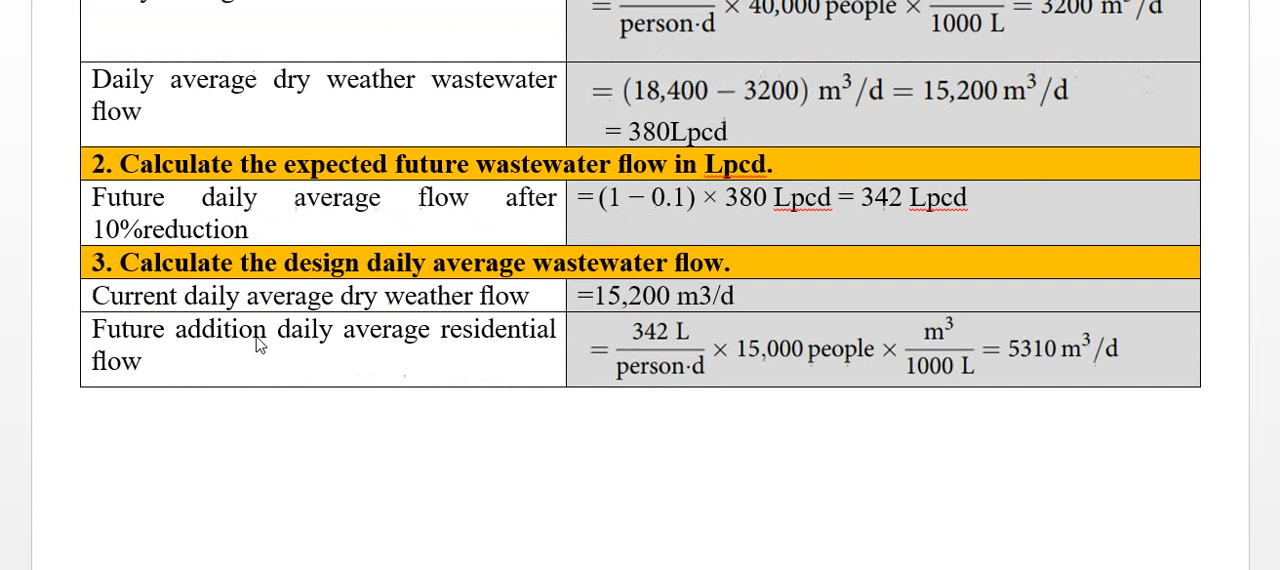 = / person·d × 40,000 people × / 1000 L = 3200 m³/d
Daily average dry weather wastewater
flow
= (18,400 − 3200) m³/d = 15,200 m³/d
= 380Lpcd
2. Calculate the expected future wastewater flow in Lpcd.
Future daily average flow after
10%reduction
=(1 − 0.1) × 380 Lpcd = 342 Lpcd
3. Calculate the design daily average wastewater flow.
Current daily average dry weather flow
=15,200 m3/d
Future addition daily average residential
flow
= 342 L / person·d × 15,000 people × m³ / 1000 L = 5310 m³/d